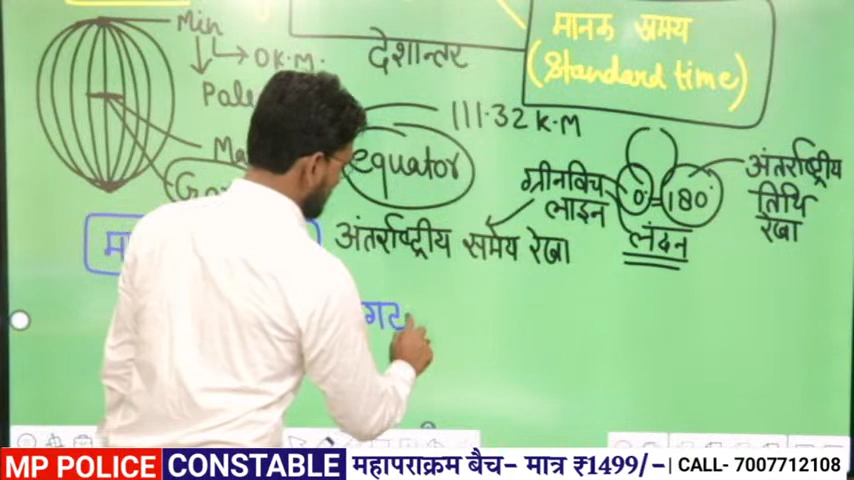 Min
0 K.M.
देशान्तर
मानक समय
(Standard time)
111.32 K.M
equator
ग्रीनविच
लाइन
0° = 180°
लंदन
अंतर्राष्ट्रीय
तिथि
रेखा
अंतर्राष्ट्रीय समय रेखा
MP POLICE CONSTABLE महापराक्रम बैच- मात्र ₹1499/-| CALL- 7007712108